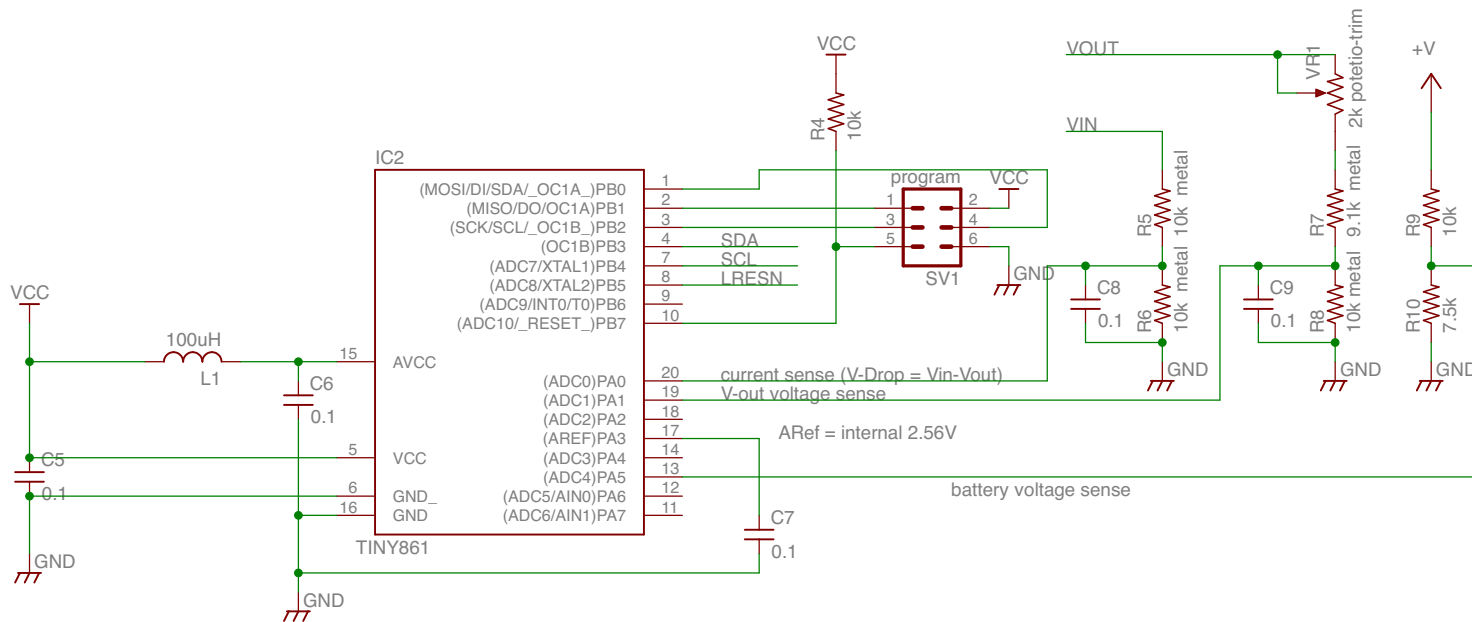 VCC
R4
10k
VOUT
VR1
2k potetio-trim
+V
VIN
IC2
(MOSI/DI/SDA/_OC1A_)PB0
1
(MISO/DO/OC1A)PB1
2
(SCK/SCL/_OC1B_)PB2
3
(OC1B)PB3
4
SDA
(ADC7/XTAL1)PB4
7
SCL
(ADC8/XTAL2)PB5
8
LRESN
(ADC9/INT0/T0)PB6
9
(ADC10/_RESET_)PB7
10
program
VCC
1
2
3
4
5
6
SV1
GND
R5
10k metal
R7
9.1k metal
R9
10k
C8
0.1
R6
10k metal
C9
0.1
R8
10k metal
R10
7.5k
GND
GND
GND
VCC
100uH
L1
15
AVCC
C6
0.1
(ADC0)PA0
20
current sense (V-Drop = Vin-Vout)
(ADC1)PA1
19
V-out voltage sense
(ADC2)PA2
18
(AREF)PA3
17
ARef = internal 2.56V
(ADC3)PA4
14
(ADC4)PA5
13
battery voltage sense
(ADC5/AIN0)PA6
12
(ADC6/AIN1)PA7
11
C5
0.1
5
VCC
6
GND_
16
GND
TINY861
C7
0.1
GND
GND